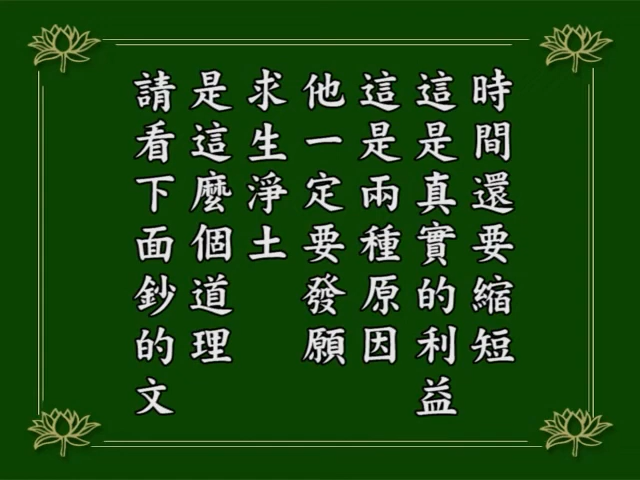 時間還要縮短
這是真實的利益
這是兩種原因
他一定要發願
求生淨土
是這麼個道理
請看下面鈔的文